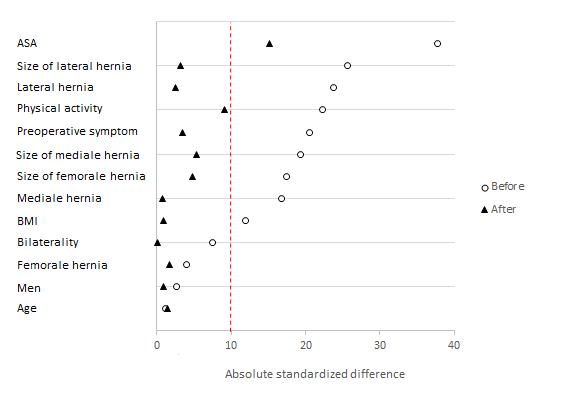 ASA
Size of lateral hernia
Lateral hernia
Physical activity
Preoperative symptom
Size of mediale hernia
Size of femorale hernia
Mediale hernia
BMI
Bilaterality
Femorale hernia
Men
Age
Before
After
0 10 20 30 40
Absolute standardized difference